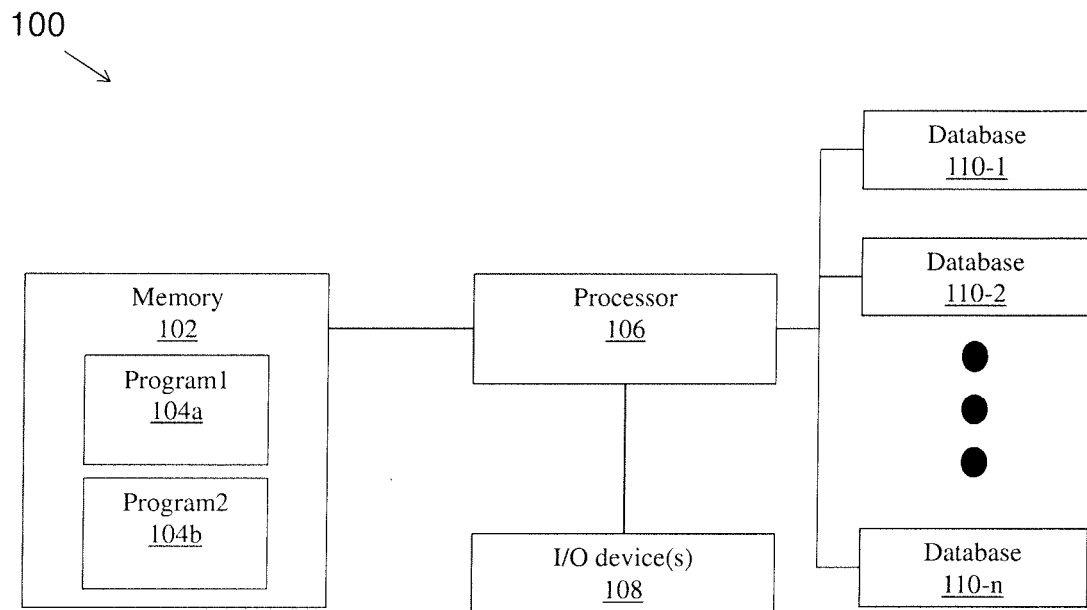 100
Database
110-1
Database
110-2
Memory
102
Processor
106
Program1
104a
Program2
104b
I/O device(s)
108
Database
110-n